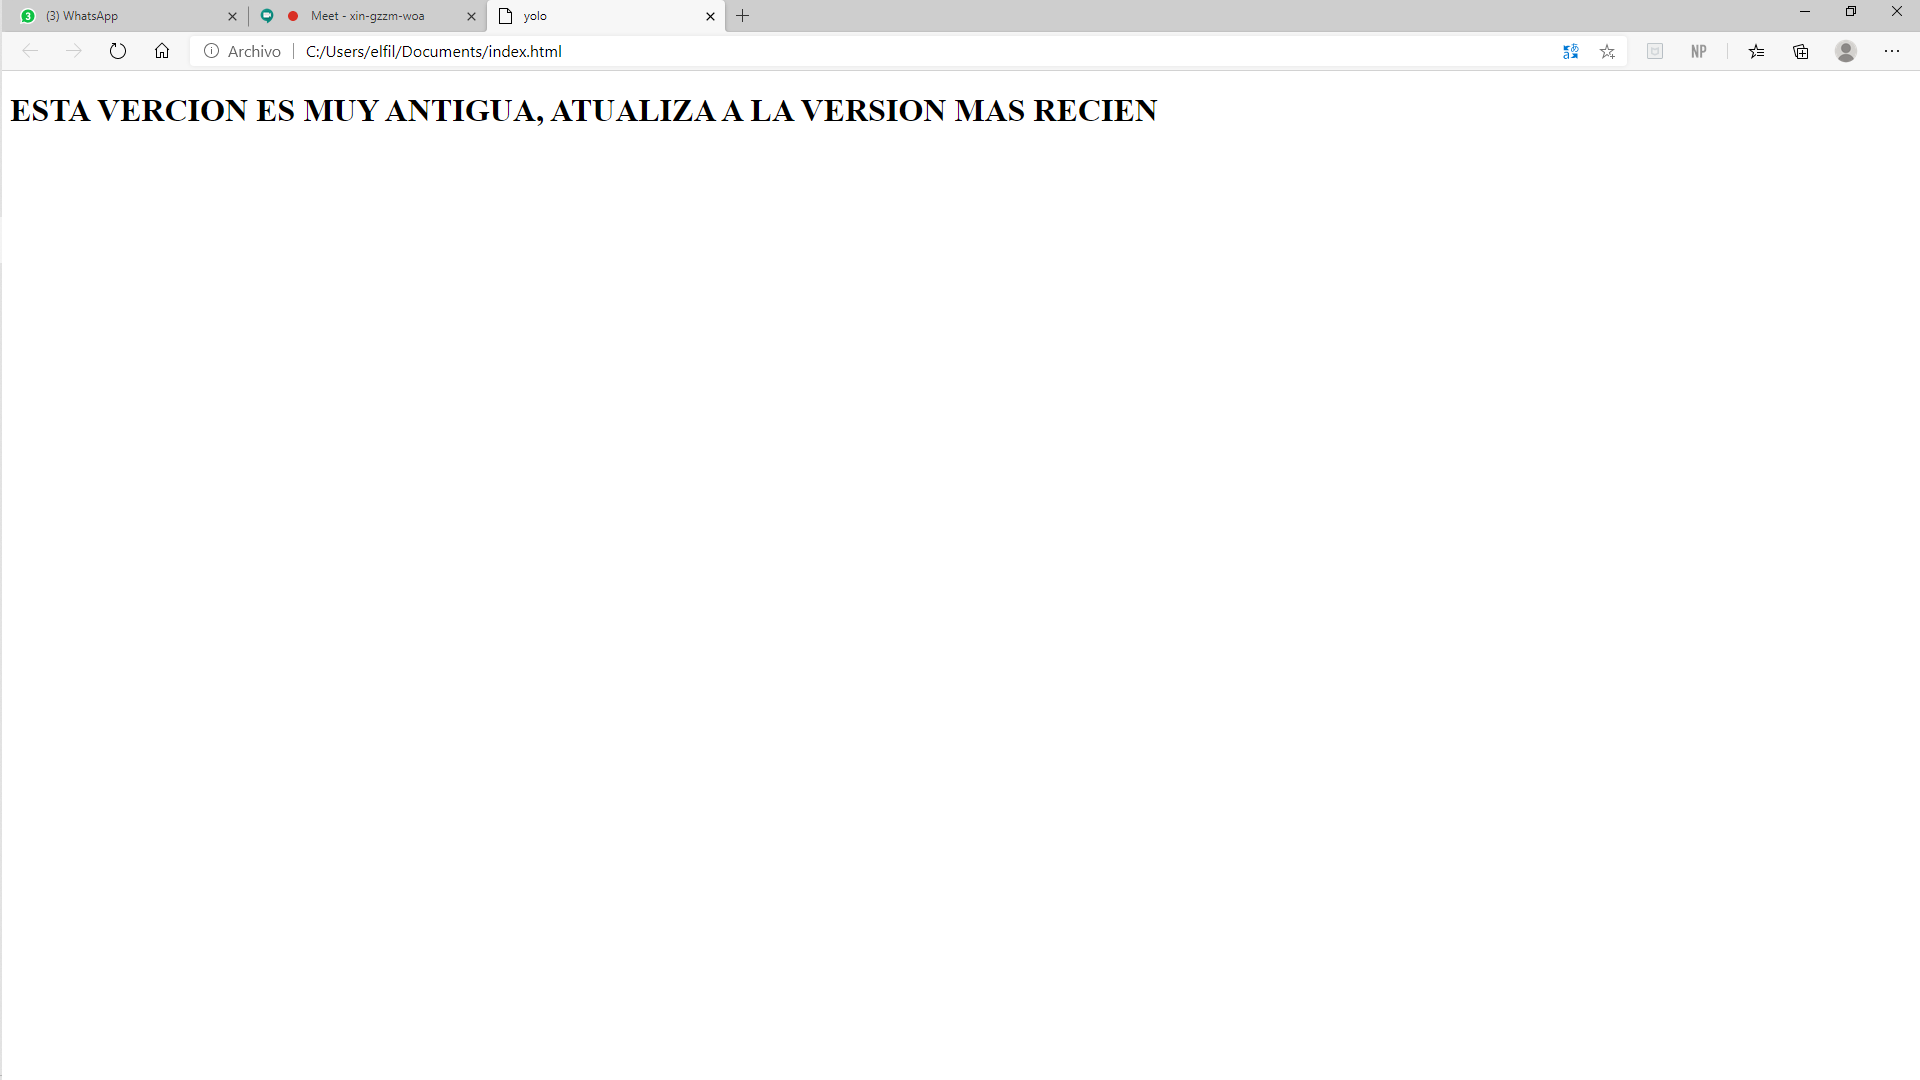 3 (3) WhatsApp
Meet - xin-gzzm-woa
yolo
Archivo C:/Users/elfil/Documents/index.html
NP
ESTA VERCION ES MUY ANTIGUA, ATUALIZA A LA VERSION MAS RECIEN